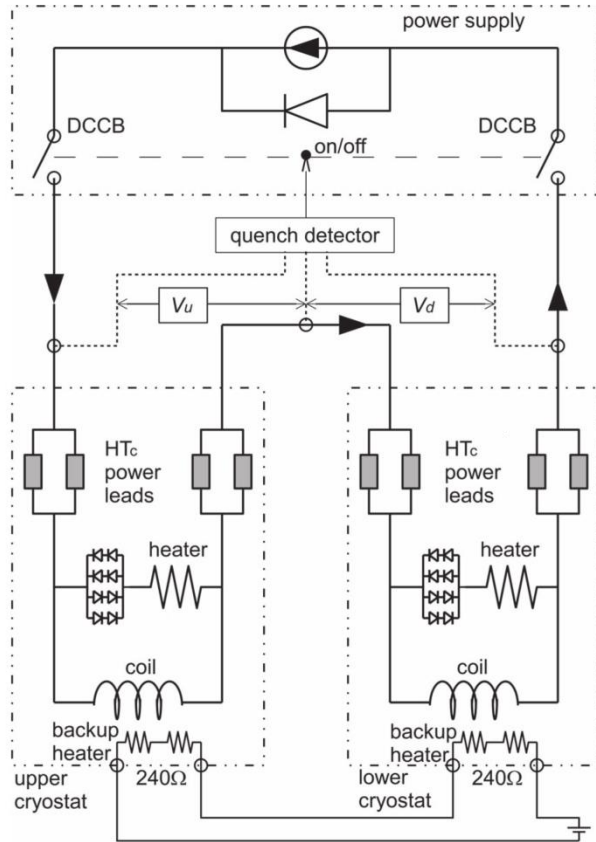 power supply
DCCB
DCCB
on/off
quench detector
Vu
Vd
HTc
power
leads
HTc
power
leads
heater
heater
coil
coil
backup
heater
backup
heater
upper
cryostat
240Ω
lower
cryostat
240Ω